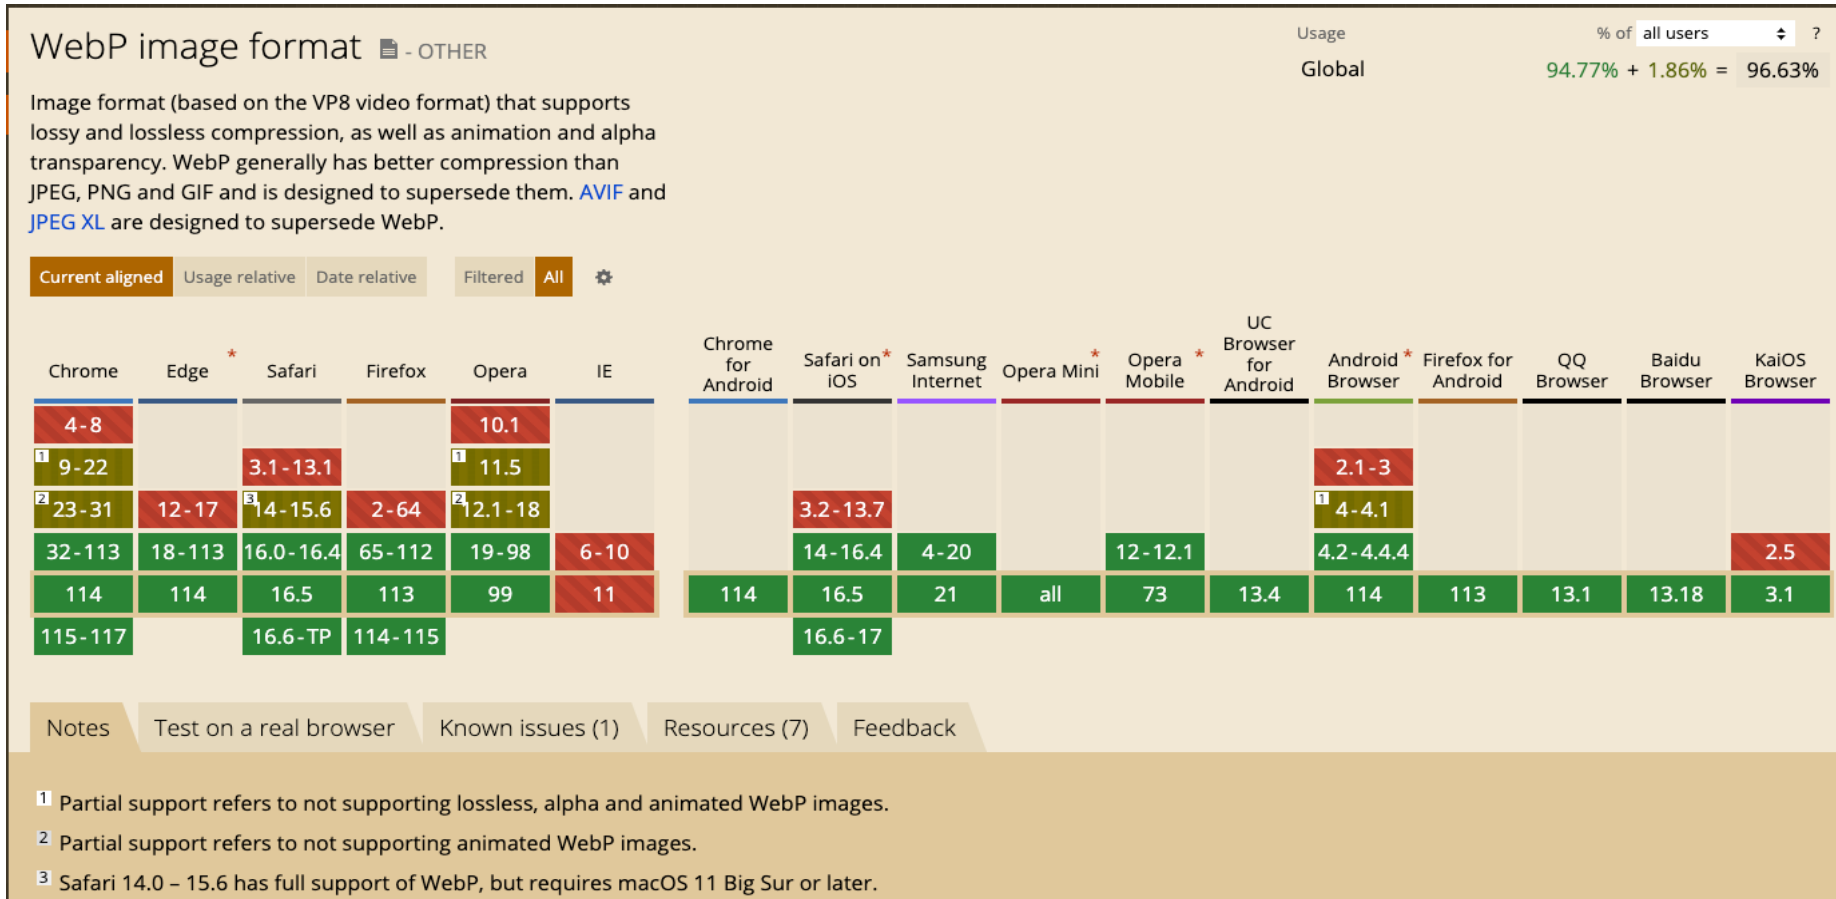 WebP image format - OTHER
Usage % of all users ?
Global 94.77% + 1.86% = 96.63%
Image format (based on the VP8 video format) that supports
lossy and lossless compression, as well as animation and alpha
transparency. WebP generally has better compression than
JPEG, PNG and GIF and is designed to supersede them. AVIF and
JPEG XL are designed to supersede WebP.
Current aligned Usage relative Date relative Filtered All
Chrome Edge * Safari Firefox Opera IE
Chrome for Android Safari on iOS * Samsung Internet Opera Mini * Opera Mobile * UC Browser for Android Android Browser * Firefox for Android QQ Browser Baidu Browser KaiOS Browser
4-8 10.1
1 9-22 3.1-13.1 1 11.5 2.1-3
2 23-31 12-17 3 14-15.6 2-64 2 12.1-18 3.2-13.7 1 4-4.1
32-113 18-113 16.0-16.4 65-112 19-98 6-10 14-16.4 4-20 12-12.1 4.2-4.4.4 2.5
114 114 16.5 113 99 11 114 16.5 21 all 73 13.4 114 113 13.1 13.18 3.1
115-117 16.6-TP 114-115 16.6-17
Notes Test on a real browser Known issues (1) Resources (7) Feedback
1 Partial support refers to not supporting lossless, alpha and animated WebP images.
2 Partial support refers to not supporting animated WebP images.
3 Safari 14.0 – 15.6 has full support of WebP, but requires macOS 11 Big Sur or later.